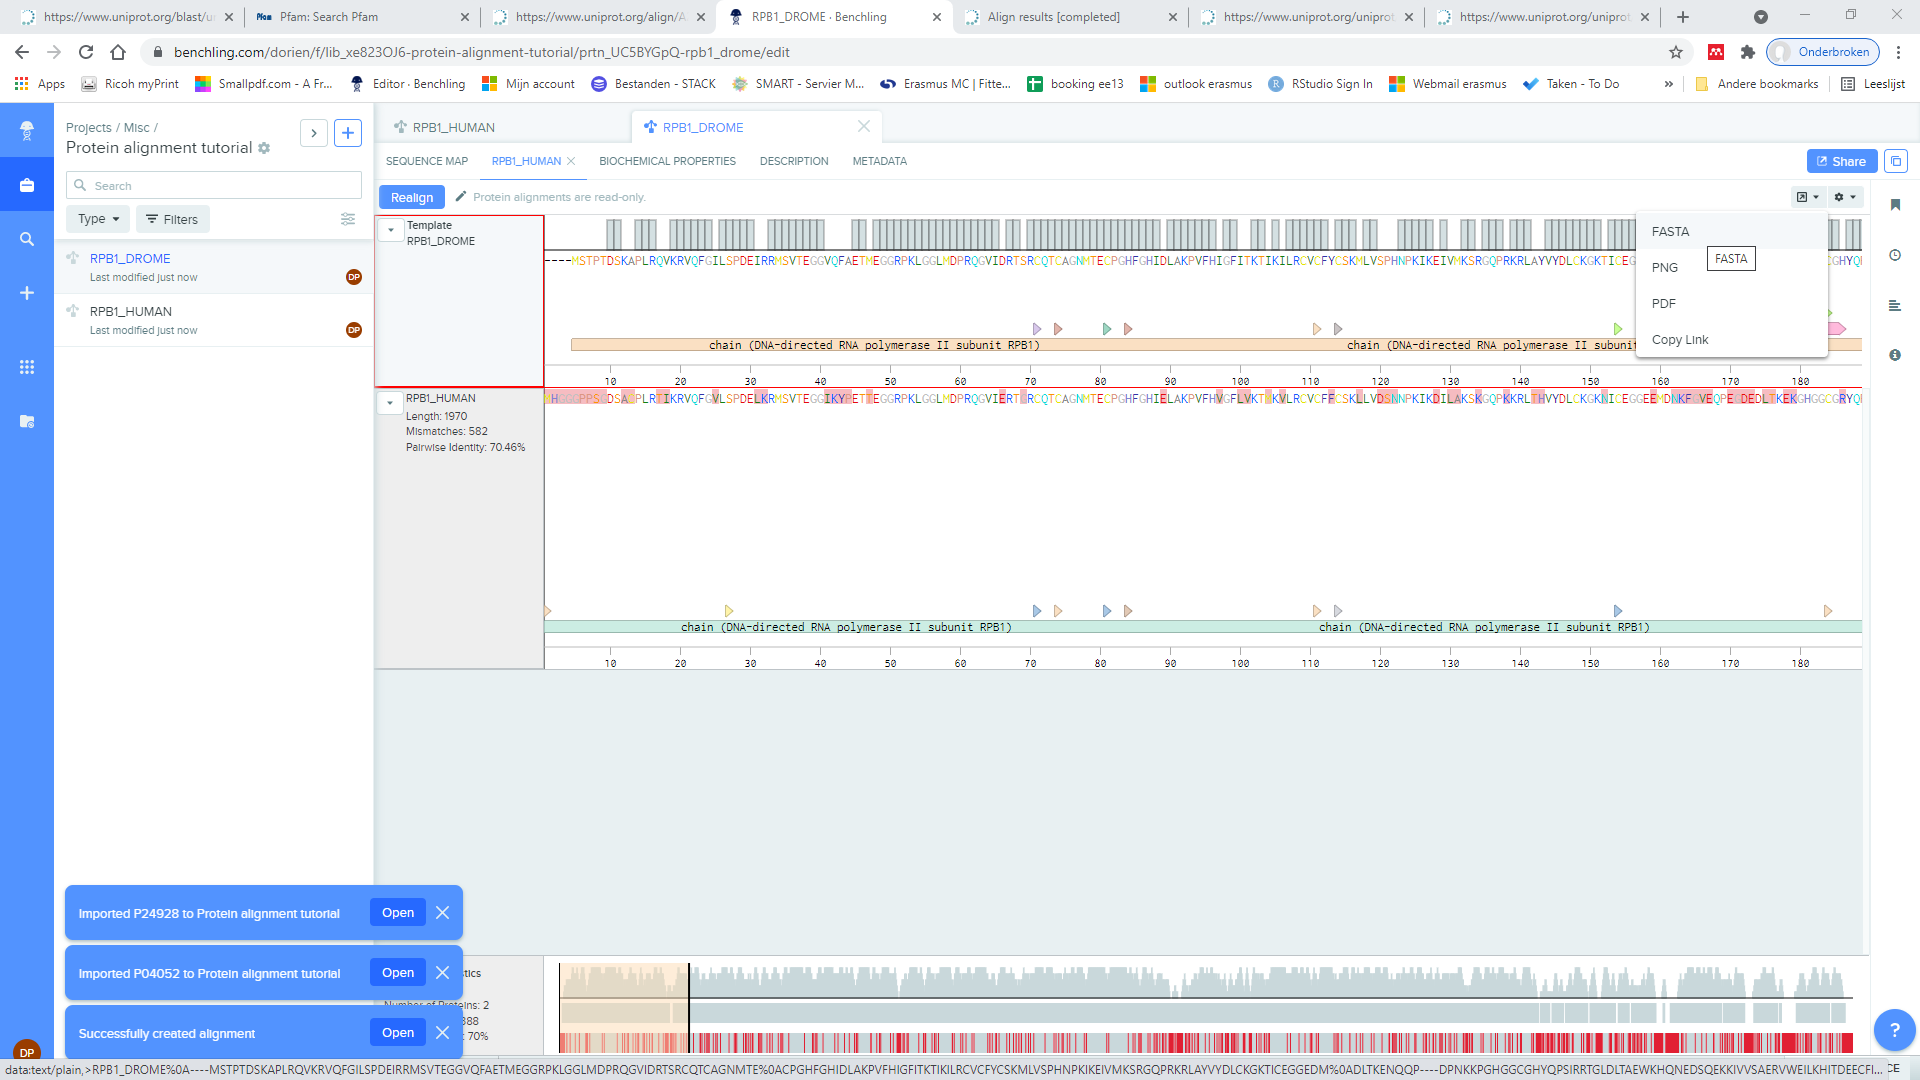 https://www.uniprot.org/blast/u
Pfam: Search Pfam
https://www.uniprot.org/align/A
RPB1_DROME · Benchling
Align results [completed]
https://www.uniprot.org/uniprot
https://www.uniprot.org/uniprot
benchling.com/dorien/f/lib_xe823OJ6-protein-alignment-tutorial/prtn_UC5BYGpQ-rpb1_drome/edit
Onderbroken
Apps
Ricoh myPrint
Smallpdf.com - A Fr...
Editor · Benchling
Mijn account
Bestanden - STACK
SMART - Servier M...
Erasmus MC | Fitte...
booking ee13
outlook erasmus
RStudio Sign In
Webmail erasmus
Taken - To Do
»
Andere bookmarks
Leeslijst
Projects / Misc /
Protein alignment tutorial
Search
Type
Filters
RPB1_DROME
Last modified just now
DP
RPB1_HUMAN
Last modified just now
DP
RPB1_HUMAN
RPB1_DROME
SEQUENCE MAP
RPB1_HUMAN
BIOCHEMICAL PROPERTIES
DESCRIPTION
METADATA
Share
Realign
Protein alignments are read-only.
FASTA
PNG
FASTA
PDF
Copy Link
Template
RPB1_DROME
----MSTPTDSKAPLRQVKRVQFGILSPDEIRRMSVTEGGVQFAETMEGGRPKLGGLMDPRQGVIDRTSRCQTCAGNMTECPGHFGHIDLAKPVFHIGFITKTIKILRCVCFYCSKMLVSPHNPKIKEIVMKSRGQPRKRLAYVYDLCKGKTICEG
CGHYQ
chain (DNA-directed RNA polymerase II subunit RPB1)
chain (DNA-directed RNA polymerase II subunit
10 20 30 40 50 60 70 80 90 100 110 120 130 140 150 160 170 180
RPB1_HUMAN
Length: 1970
Mismatches: 582
Pairwise Identity: 70.46%
HGGGPPSGDSACPLRTIKRVQFGVLSPDELKRMSVTEGGIKYPETTEGGRPKLGGLMDPRQGVIERTGRCQTCAGNMTECPGHFGHIELAKPVFHVGFLVKTMKVLRCVCFFCSKLLVDSNNPKIKDILAKSKGQPKKRLTHVYDLCKGKNICEGGEEMDNKFGVEQPEGDEDLTKEKGHGGCGRYQ
chain (DNA-directed RNA polymerase II subunit RPB1)
chain (DNA-directed RNA polymerase II subunit RPB1)
10 20 30 40 50 60 70 80 90 100 110 120 130 140 150 160 170 180
Imported P24928 to Protein alignment tutorial
Open
Imported P04052 to Protein alignment tutorial
Open
Successfully created alignment
Open
stics
Number of Proteins: 2
388
70%
DP
?
data:text/plain,>RPB1_DROME%0A----MSTPTDSKAPLRQVKRVQFGILSPDEIRRMSVTEGGVQFAETMEGGRPKLGGLMDPRQGVIDRTSRCQTCAGNMTE%0ACPGHFGHIDLAKPVFHIGFITKTIKILRCVCFYCSKMLVSPHNPKIKEIVMKSRGQPRKRLAYVYDLCKGKTICEGGEDM%0ADLTKENQQP----DPNKKPGHGGCGHYQPSIRRTGLDLTAEWKHQNEDSQEKKIVVSAERVWEILKHITDEECFI...
CE